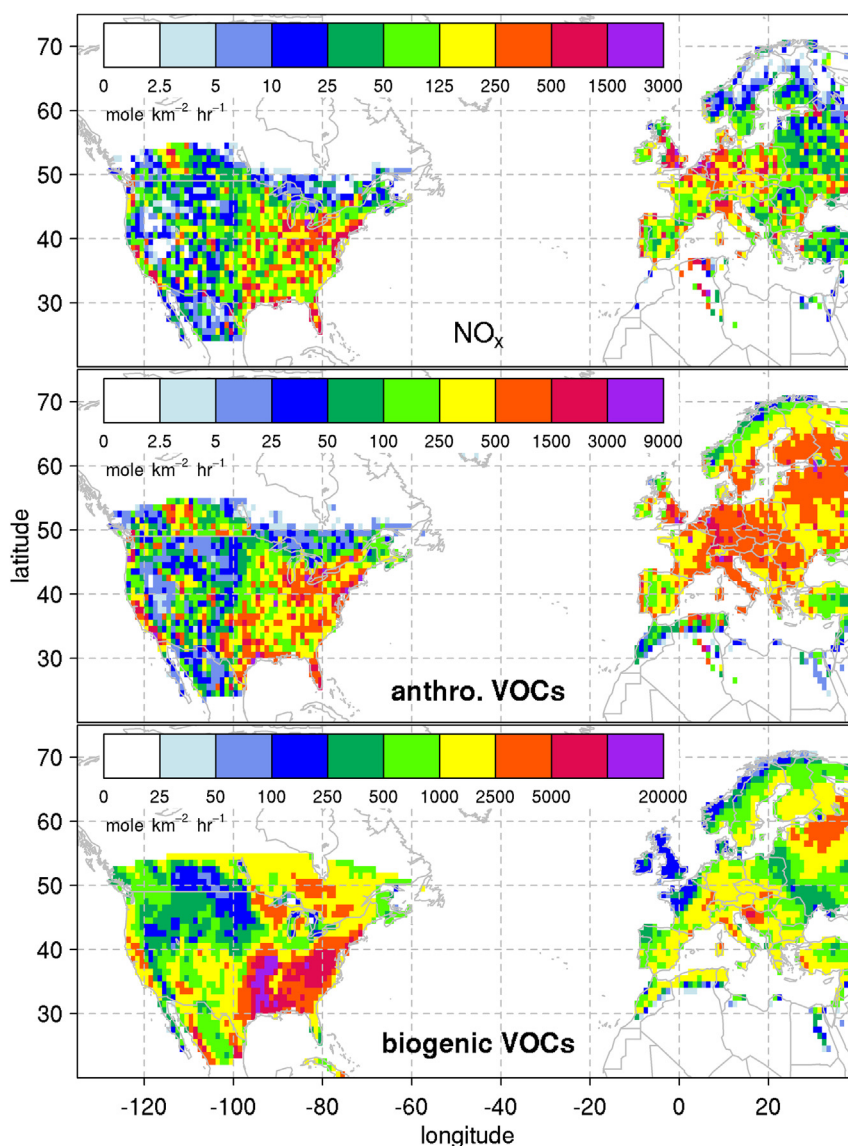 0 2.5 5 10 25 50 125 250 500 1500 3000
mole km⁻² hr⁻¹
70
60
50
40
30
NOₓ
0 2.5 5 25 50 100 250 500 1500 3000 9000
mole km⁻² hr⁻¹
70
60
50
40
30
latitude
anthro. VOCs
0 25 50 100 250 500 1000 2500 5000 20000
mole km⁻² hr⁻¹
70
60
50
40
30
biogenic VOCs
-120 -100 -80 -60 -40 -20 0 20
longitude